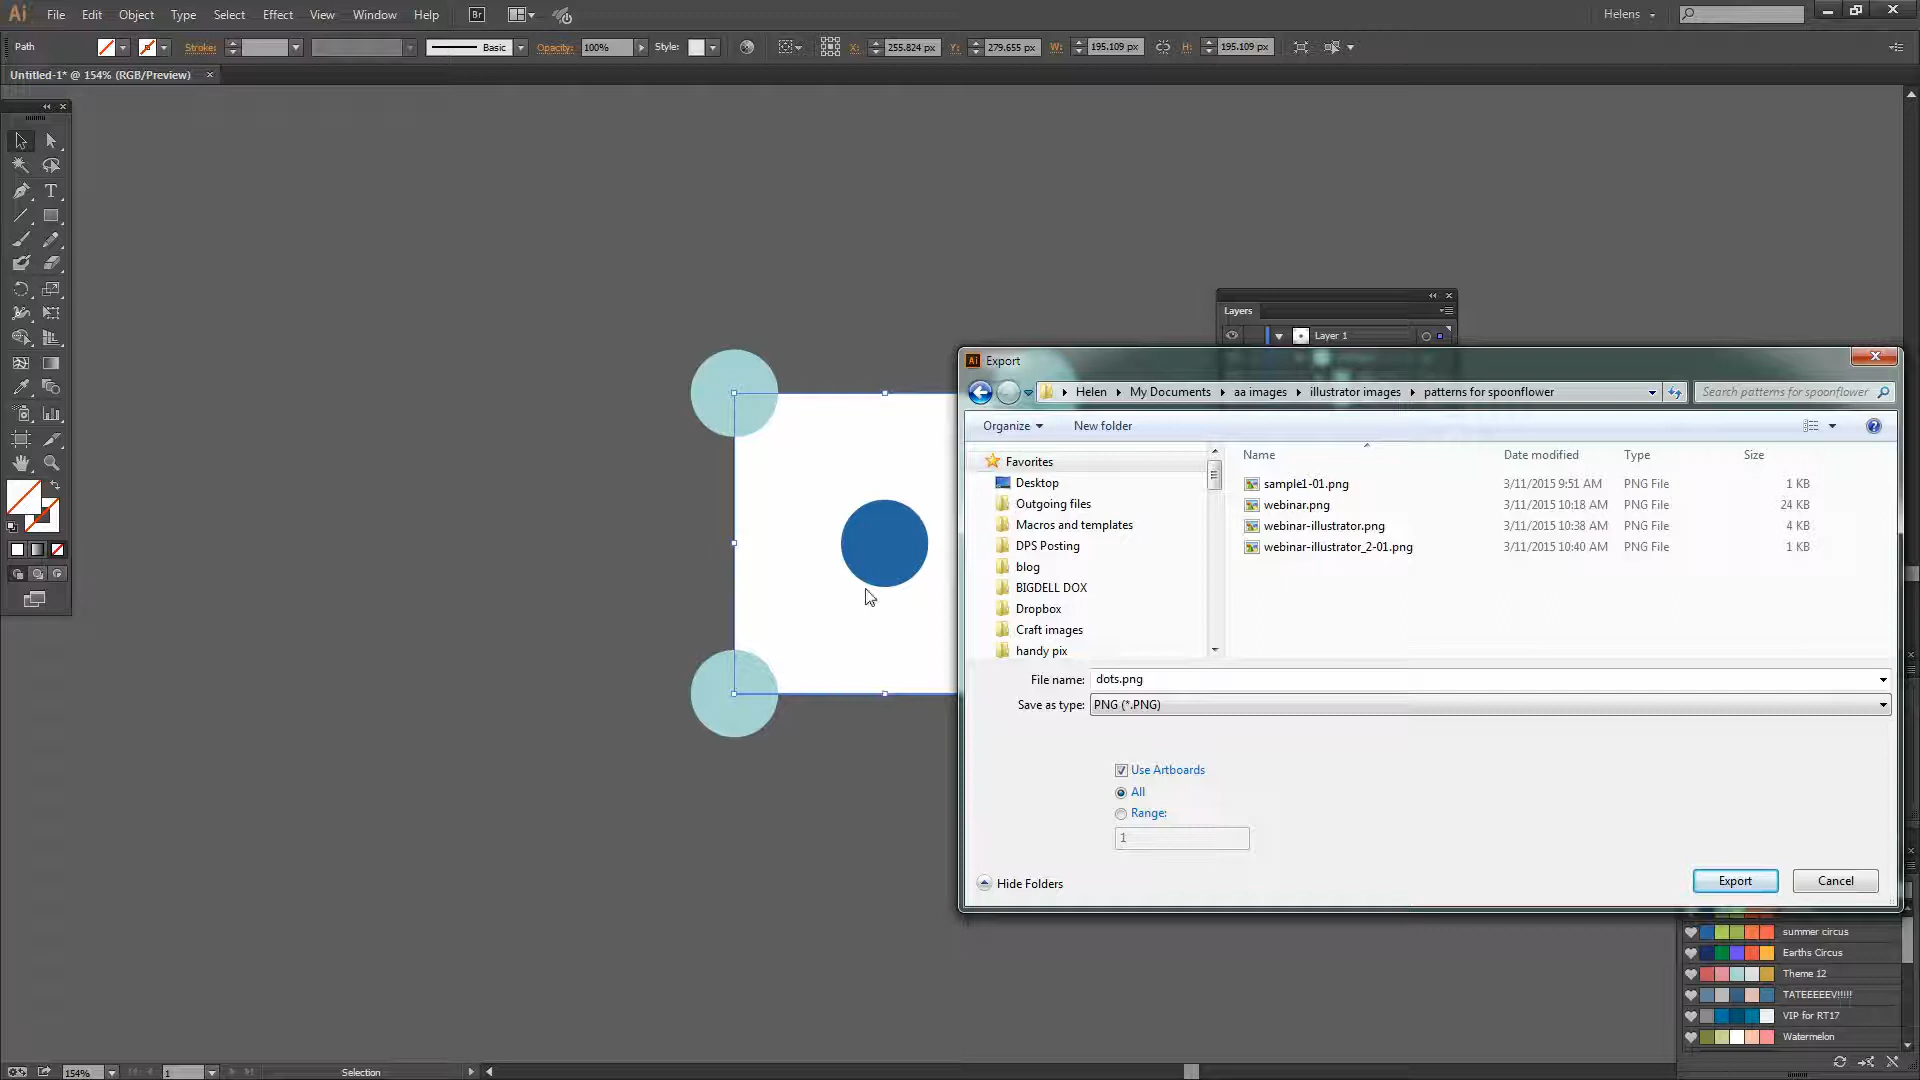 Ai File Edit Object Type Select Effect View Window Help Br Helens
Path Stroke: Basic Opacity: 100% Style: X: 255.824 px Y: 279.655 px W: 195.109 px H: 195.109 px
Untitled-1* @ 154% (RGB/Preview)
Layers
Layer 1
Ai Export
Helen My Documents aa images illustrator images patterns for spoonflower Search patterns for spoonflower
Organize New folder
Favorites
Desktop
Outgoing files
Macros and templates
DPS Posting
blog
BIGDELL DOX
Dropbox
Craft images
handy pix
Name Date modified Type Size
sample1-01.png 3/11/2015 9:51 AM PNG File 1 KB
webinar.png 3/11/2015 10:18 AM PNG File 24 KB
webinar-illustrator.png 3/11/2015 10:38 AM PNG File 4 KB
webinar-illustrator_2-01.png 3/11/2015 10:40 AM PNG File 1 KB
File name: dots.png
Save as type: PNG (*.PNG)
Use Artboards
All
Range:
1
Hide Folders
Export Cancel
summer circus
Earths Circus
Theme 12
TATEEEEEV!!!!!
VIP for RT17
Watermelon
154% 1 Selection